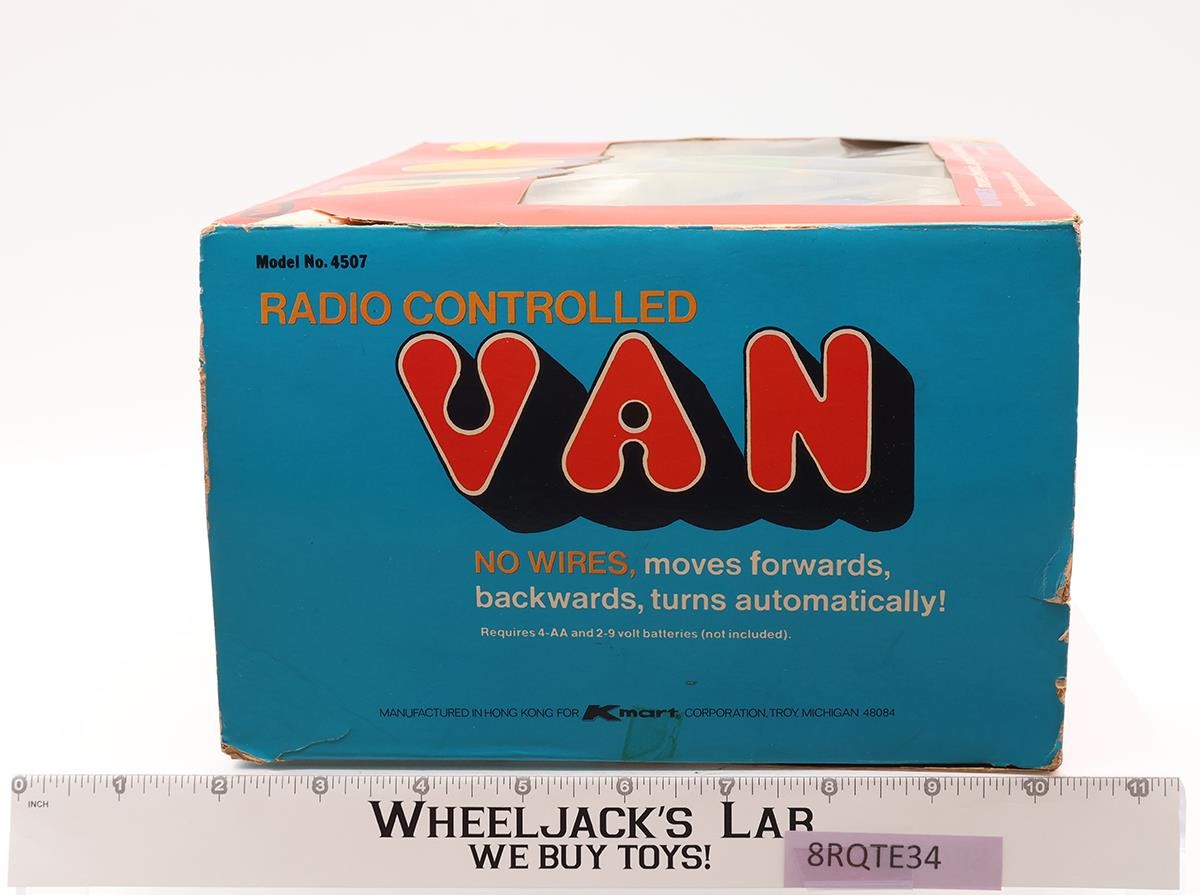 Model No. 4507
RADIO CONTROLLED
VAN
NO WIRES, moves forwards,
backwards, turns automatically!
Requires 4-AA and 2-9 volt batteries (not included).
MANUFACTURED IN HONG KONG FOR Kmart CORPORATION, TROY, MICHIGAN 48084
0 1 2 3 4 5 6 7 8 9 10 11
INCH
WHEELJACK'S LAB
WE BUY TOYS!
8RQTE34